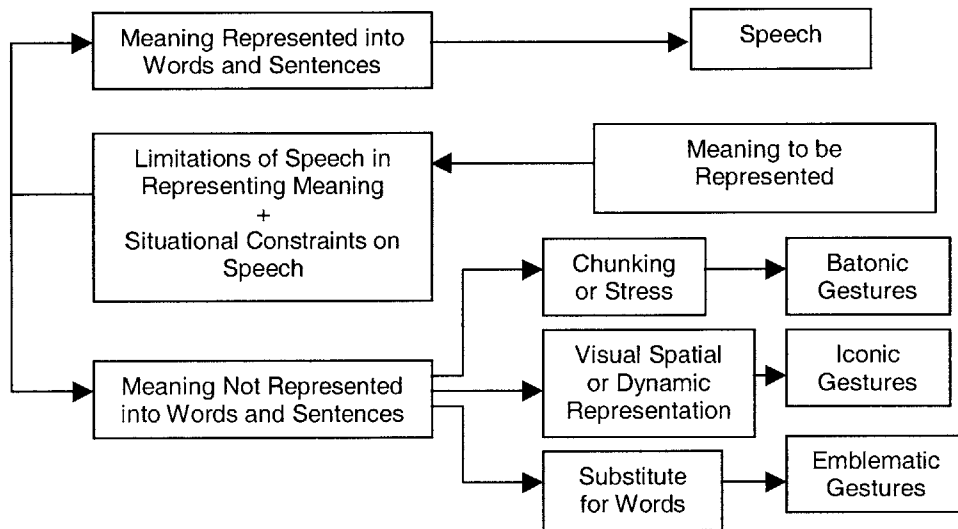 Meaning Represented into
Words and Sentences
Speech
Limitations of Speech in
Representing Meaning
+
Situational Constraints on
Speech
Meaning to be
Represented
Chunking
or Stress
Batonic
Gestures
Meaning Not Represented
into Words and Sentences
Visual Spatial
or Dynamic
Representation
Iconic
Gestures
Substitute
for Words
Emblematic
Gestures